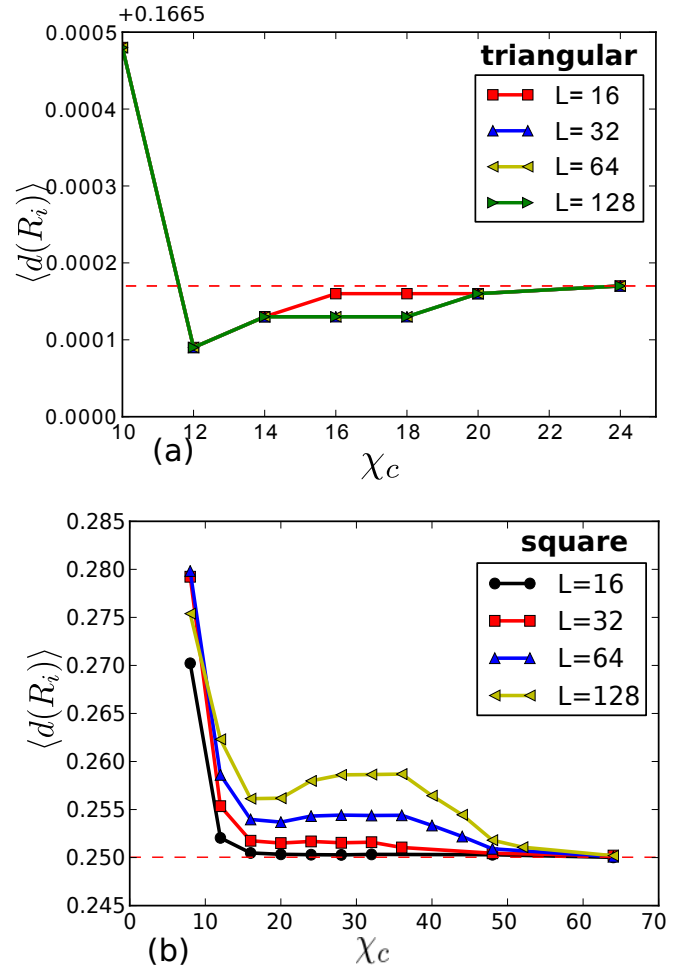 +0.1665
0.0005
0.0004
0.0003
0.0002
0.0001
0.0000
⟨d(R_i)⟩
triangular
L= 16
L= 32
L= 64
L= 128
10 12 14 16 18 20 22 24
(a)
χ_c
0.285
0.280
0.275
0.270
0.265
0.260
0.255
0.250
0.245
⟨d(R_i)⟩
square
L=16
L=32
L=64
L=128
0 10 20 30 40 50 60 70
(b)
χ_c